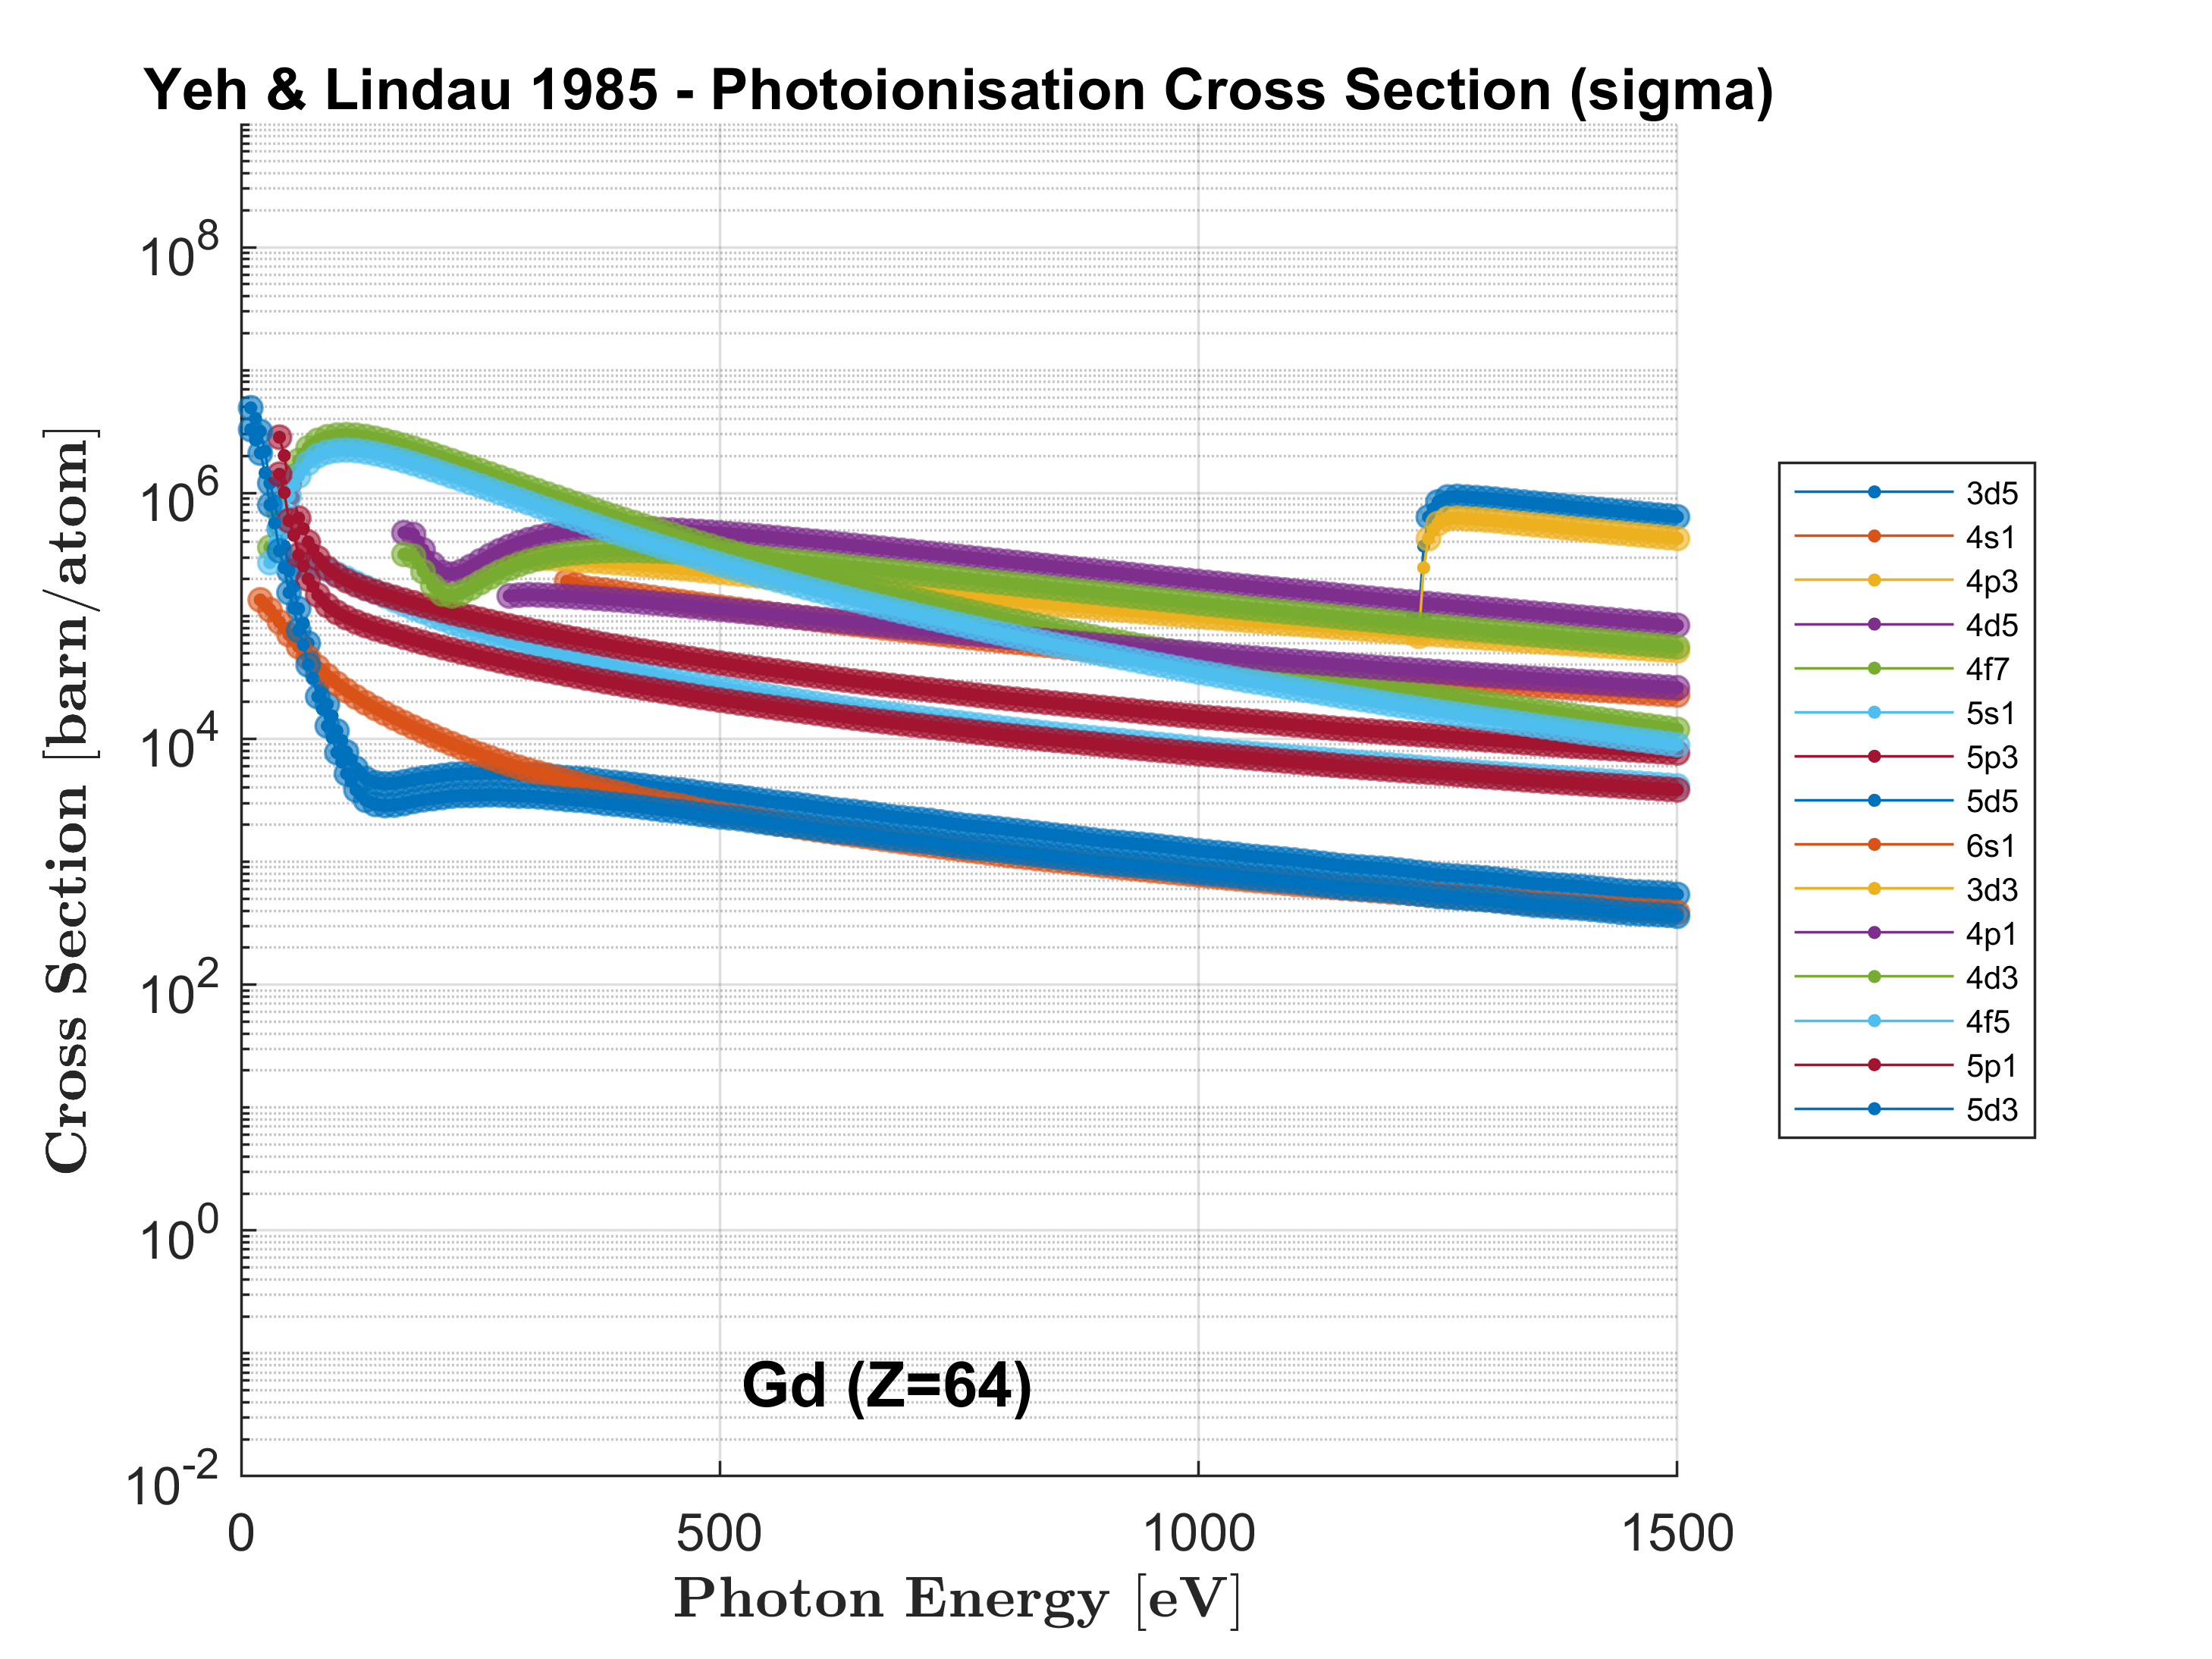 Yeh & Lindau 1985 - Photoionisation Cross Section (sigma)
Cross Section [barn/atom]
10^8
10^6
10^4
10^2
10^0
10^-2
0 500 1000 1500
Photon Energy [eV]
Gd (Z=64)
3d5
4s1
4p3
4d5
4f7
5s1
5p3
5d5
6s1
3d3
4p1
4d3
4f5
5p1
5d3